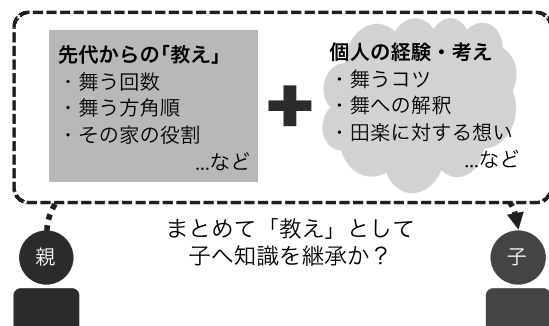 先代からの｢教え｣
・舞う回数
・舞う方角順
・その家の役割
...など
個人の経験・考え
・舞うコツ
・舞への解釈
・田楽に対する想い
...など
まとめて「教え」として
子へ知識を継承か？
親
子